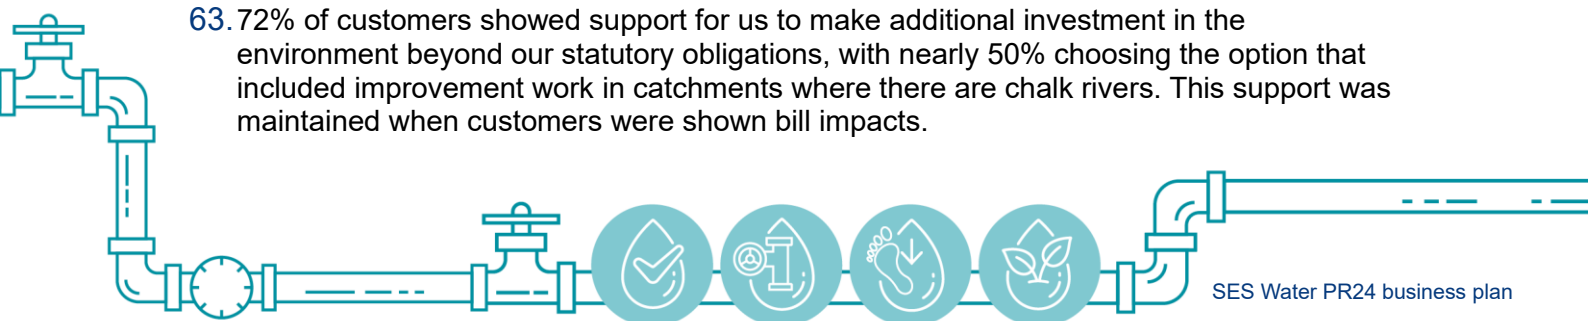 63. 72% of customers showed support for us to make additional investment in the
environment beyond our statutory obligations, with nearly 50% choosing the option that
included improvement work in catchments where there are chalk rivers. This support was
maintained when customers were shown bill impacts.
SES Water PR24 business plan